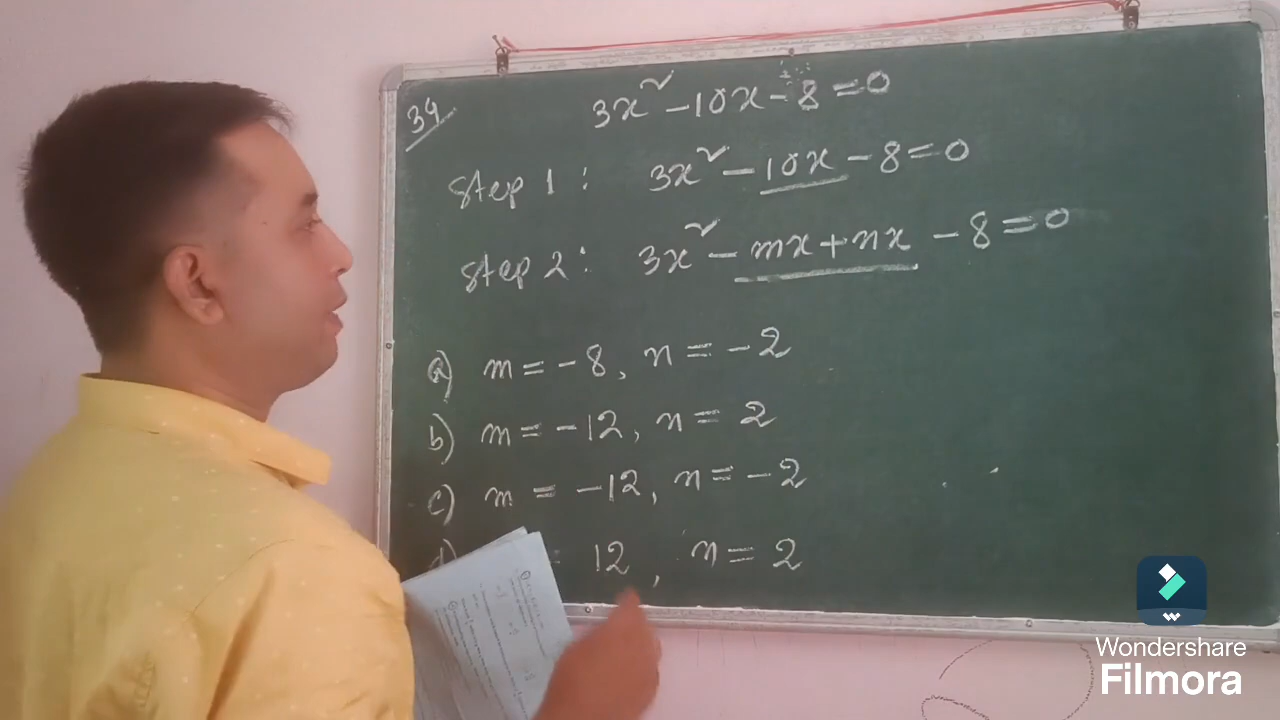 34
3x² - 10x - 8 = 0
Step 1 : 3x² - 10x - 8 = 0
Step 2 : 3x² - mx + nx - 8 = 0
a) m = -8, n = -2
b) m = -12, n = 2
c) m = -12, n = -2
d) = 12, n = 2
Wondershare
Filmora